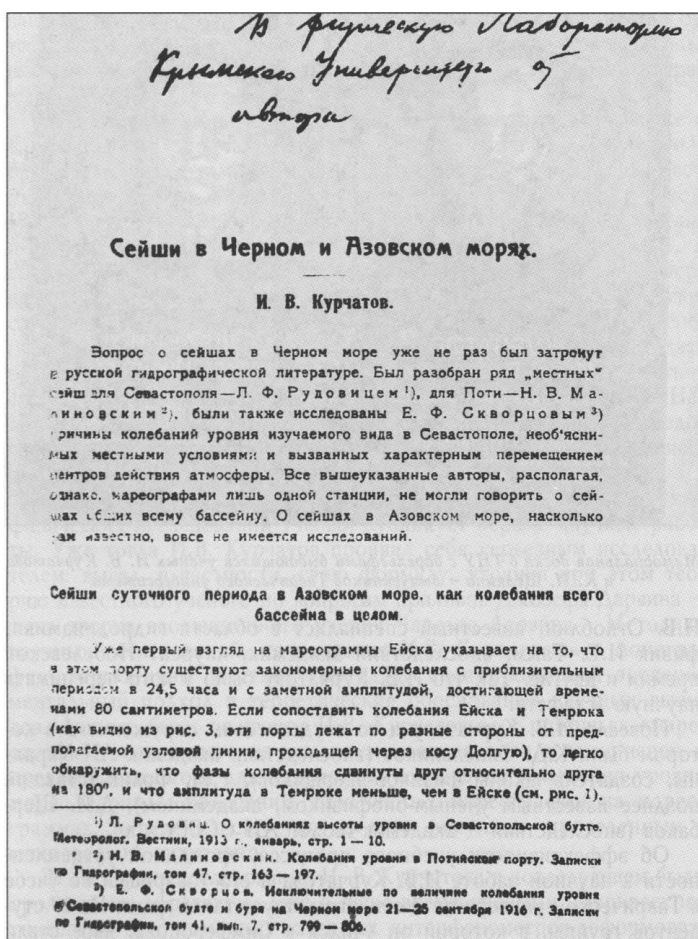 В физическую Лабораторию
Крымского Университета от
автора
Сейши в Черном и Азовском морях.
И. В. Курчатов.
Вопрос о сейшах в Черном море уже не раз был затронут
в русской гидрографической литературе. Был разобран ряд „местных"
сейш для Севастополя—Л. Ф. Рудовицем ¹), для Поти—Н. В. Ма-
линовским ²), были также исследованы Е. Ф. Скворцовым ³)
причины колебаний уровня изучаемого вида в Севастополе, необ'ясни-
мых местными условиями и вызванных характерным перемещением
центров действия атмосферы. Все вышеуказанные авторы, располагая,
однако, мареографами лишь одной станции, не могли говорить о сей-
шах общих всему бассейну. О сейшах в Азовском море, насколько
нам известно, вовсе не имеется исследований.
Сейши суточного периода в Азовском море, как колебания всего
бассейна в целом.
Уже первый взгляд на мареограммы Ейска указывает на то, что
в этом порту существуют закономерные колебания с приблизительным
периодом в 24,5 часа и с заметной амплитудой, достигающей време-
нами 80 сантиметров. Если сопоставить колебания Ейска и Темрюка
(как видно из рис. 3, эти порты лежат по разные стороны от пред-
полагаемой узловой линии, проходящей через косу Долгую), то легко
обнаружить, что фазы колебаний сдвинуты друг относительно друга
на 180°, и что амплитуда в Темрюке меньше, чем в Ейске (см. рис. 1).
¹) Л. Рудовиц. О колебаниях высоты уровня в Севастопольской бухте.
Метеоролог. Вестник, 1913 г., январь, стр. 1 — 10.
²) Н. В. Малиновский. Колебания уровня в Потийском порту. Записки
по Гидрографии, том 47, стр. 163 — 197.
³) Е. Ф. Скворцов. Исключительные по величине колебания уровня
в Севастопольской бухте и буря на Черном море 21—25 сентября 1916 г. Записки
по Гидрографии, том 41, вып. 7, стр. 799 — 806.